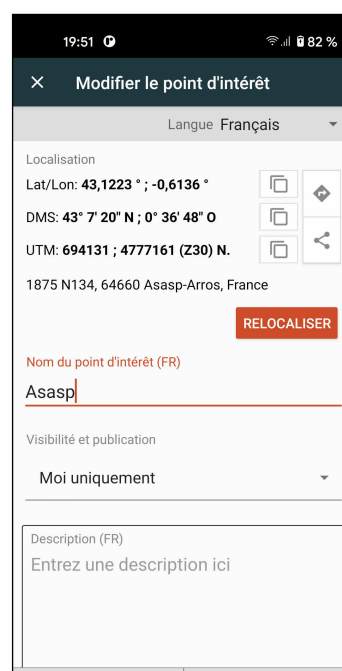 19:51 82 %
Modifier le point d'intérêt
Langue Français
Localisation
Lat/Lon: 43,1223 ° ; -0,6136 °
DMS: 43° 7' 20" N ; 0° 36' 48" O
UTM: 694131 ; 4777161 (Z30) N.
1875 N134, 64660 Asasp-Arros, France
RELOCALISER
Nom du point d'intérêt (FR)
Asasp
Visibilité et publication
Moi uniquement
Description (FR)
Entrez une description ici